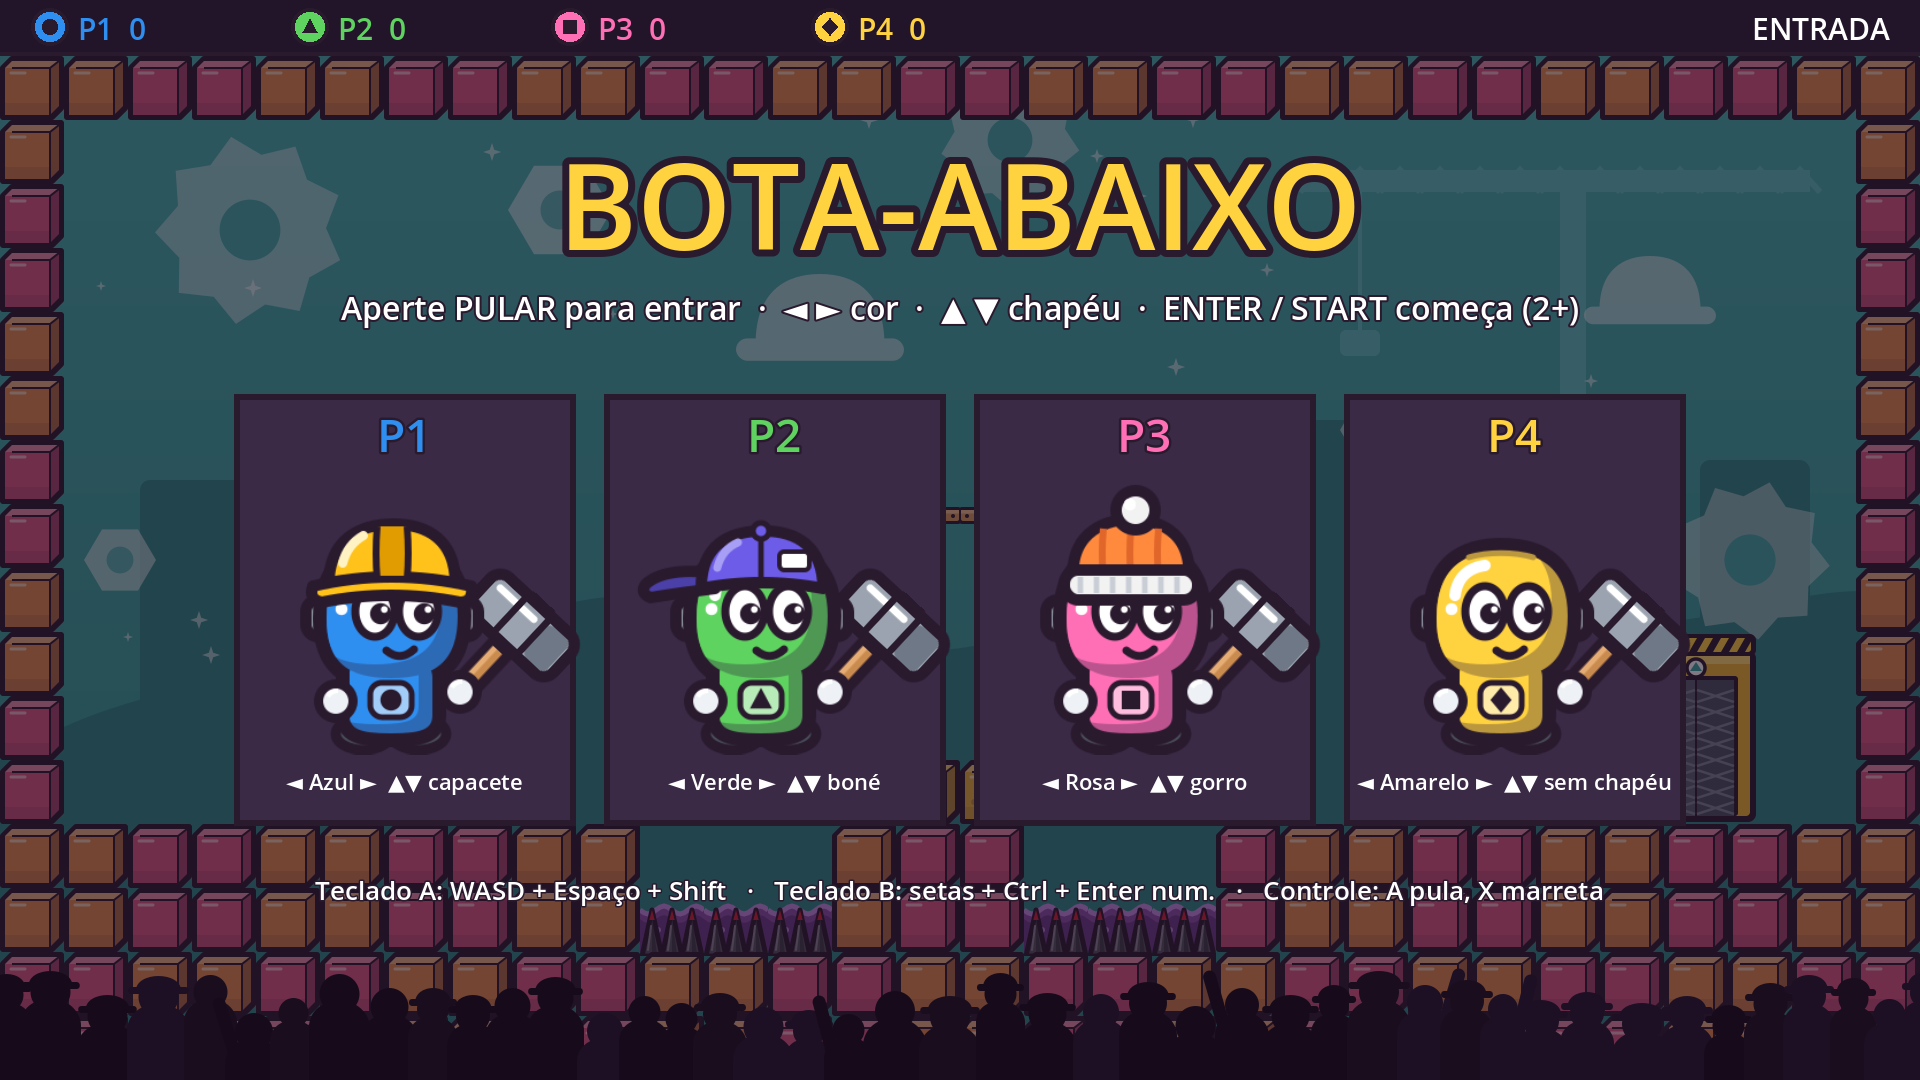 P1 0 P2 0 P3 0 P4 0 ENTRADA
BOTA-ABAIXO
Aperte PULAR para entrar · ◄ ► cor · ▲▼ chapéu · ENTER / START começa (2+)
P1 P2 P3 P4
◄ Azul ► ▲▼ capacete
◄ Verde ► ▲▼ boné
◄ Rosa ► ▲▼ gorro
◄ Amarelo ► ▲▼ sem chapéu
Teclado A: WASD + Espaço + Shift · Teclado B: setas + Ctrl + Enter num. · Controle: A pula, X marreta